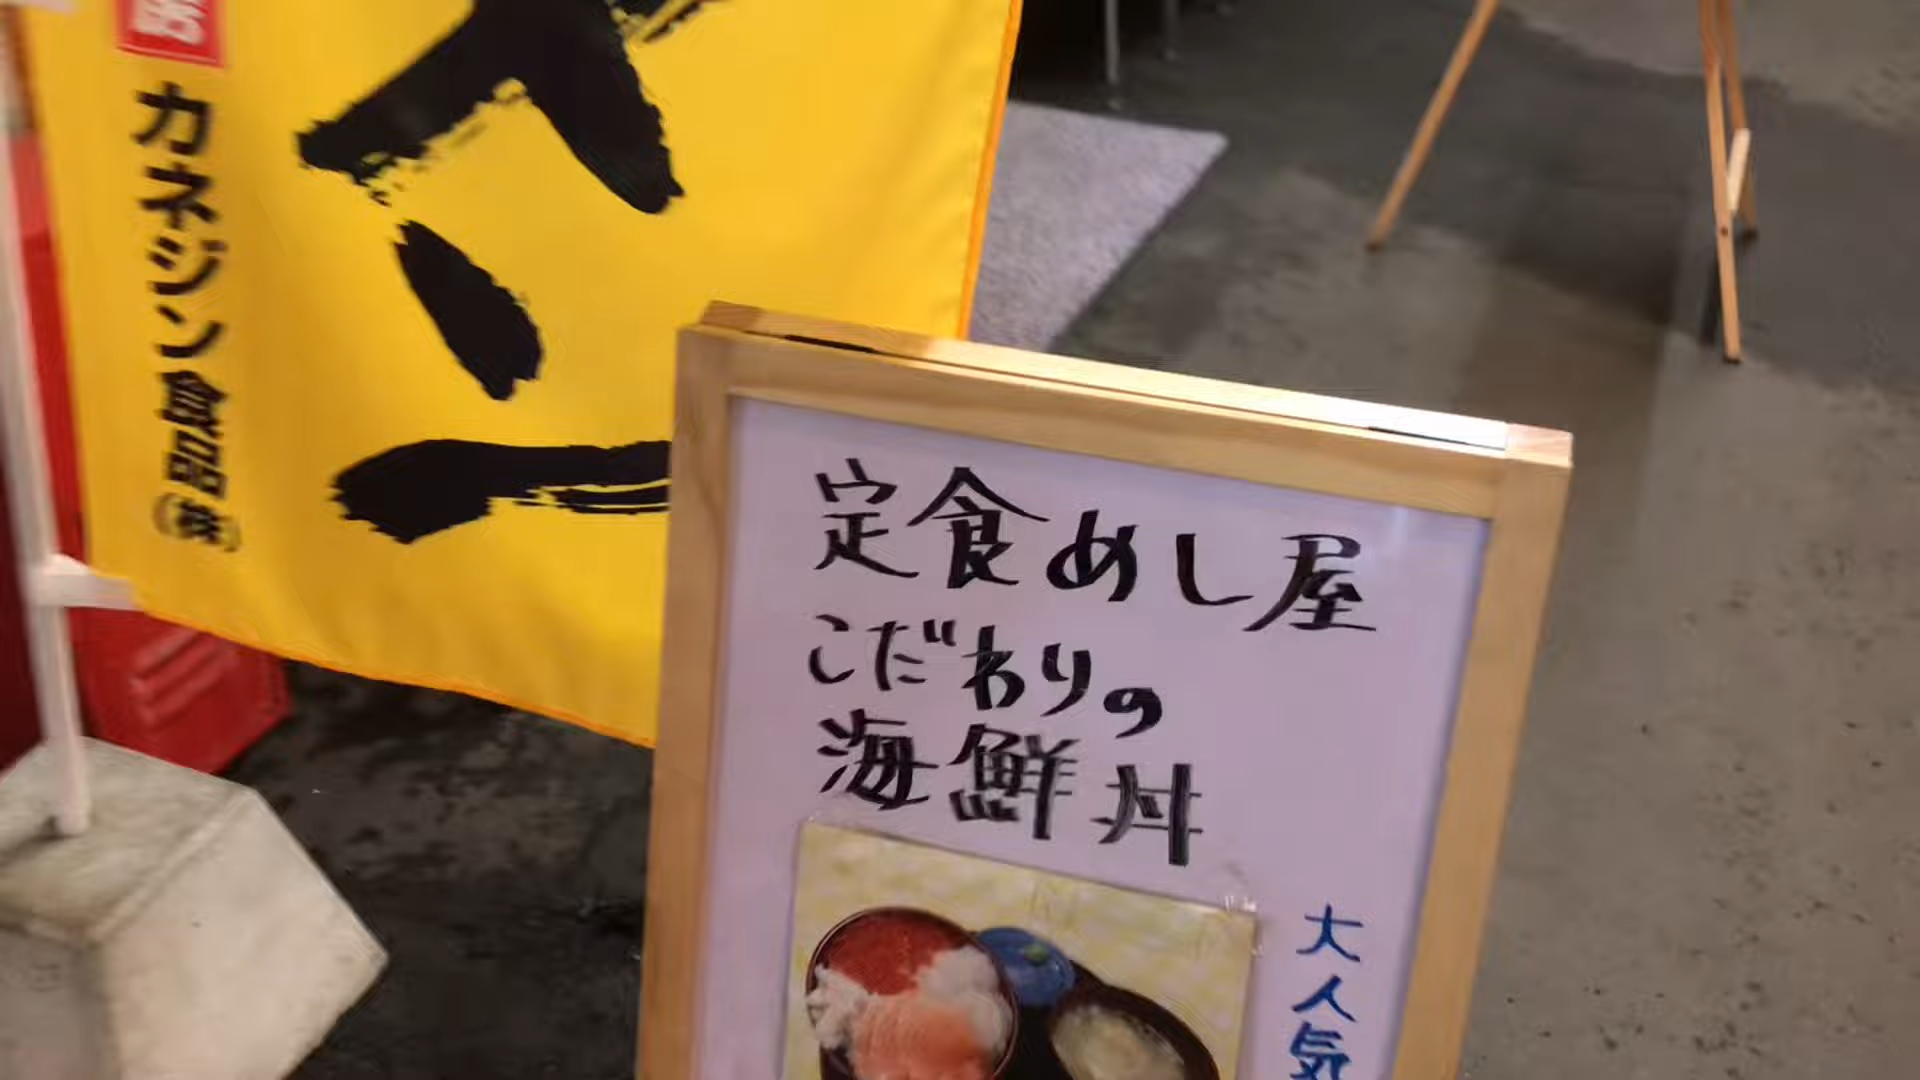 カネジン食品(株)
定食めし屋
こだわりの
海鮮丼
大人気